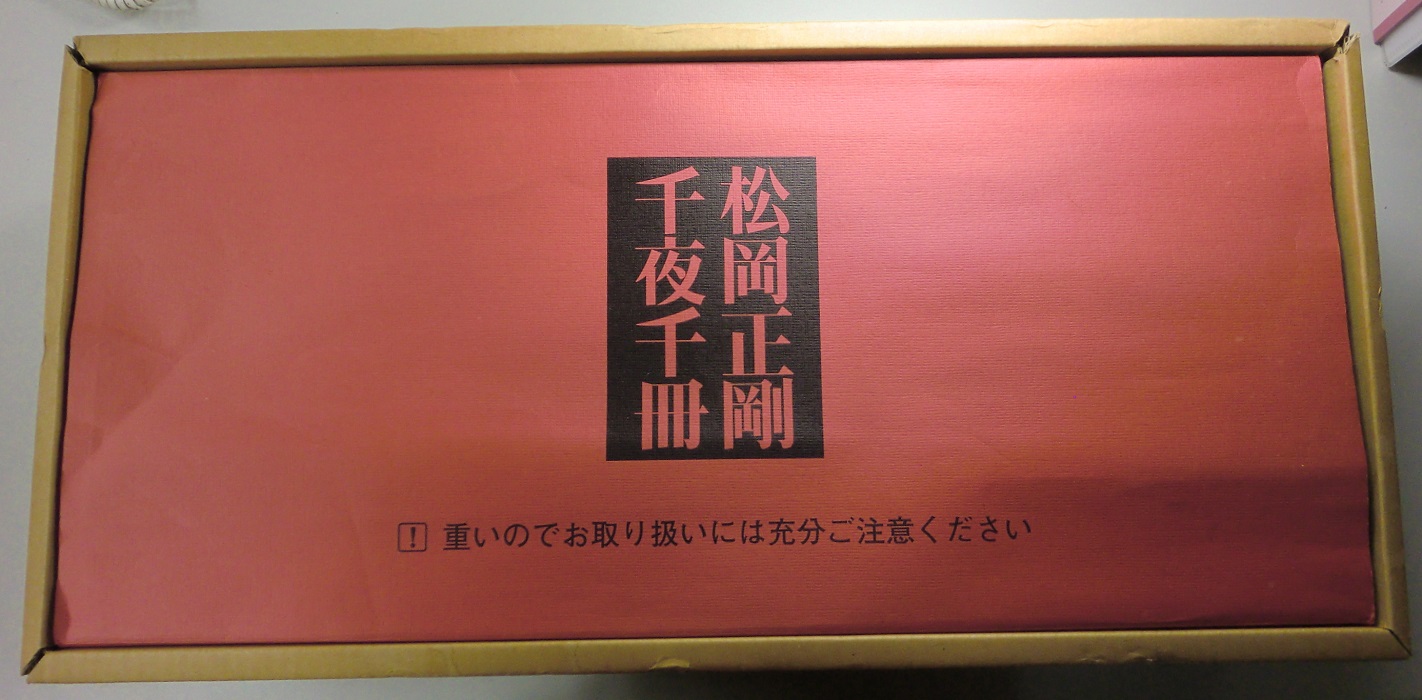 松岡正剛
千夜千冊
! 重いのでお取り扱いには充分ご注意ください